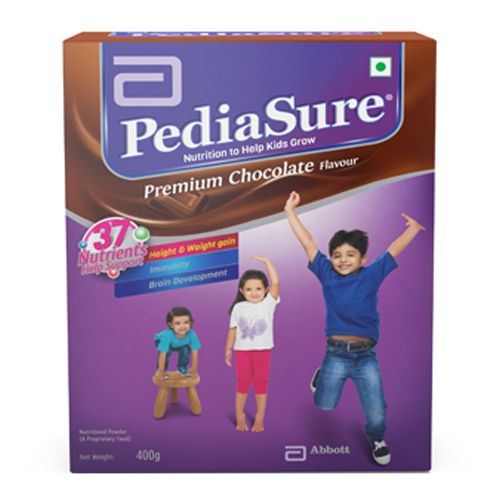 PediaSure®
Nutrition to Help Kids Grow
Premium Chocolate Flavour
37
Nutrients
Help Support
Height & Weight gain
Immunity
Brain Development
Nutritional Powder
(A Proprietary Food)
Net Weight: 400g
Abbott